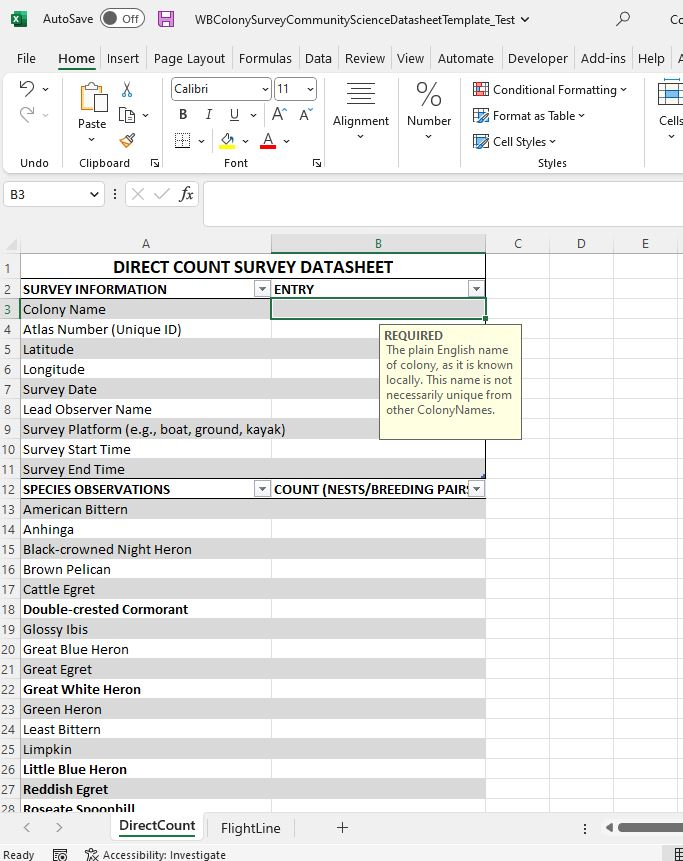 AutoSave Off WBColonySurveyCommunityScienceDatasheetTemplate_Test Co
File Home Insert Page Layout Formulas Data Review View Automate Developer Add-ins Help
Paste
Calibri 11
B I U A A
A
Alignment
Number
%
Conditional Formatting
Format as Table
Cell Styles
Cells
Undo Clipboard Font Styles
B3 fx
A B C D E
1 DIRECT COUNT SURVEY DATASHEET
2 SURVEY INFORMATION ENTRY
3 Colony Name
4 Atlas Number (Unique ID)
5 Latitude
6 Longitude
7 Survey Date
8 Lead Observer Name
9 Survey Platform (e.g., boat, ground, kayak)
10 Survey Start Time
11 Survey End Time
REQUIRED
The plain English name
of colony, as it is known
locally. This name is not
necessarily unique from
other ColonyNames.
12 SPECIES OBSERVATIONS COUNT (NESTS/BREEDING PAIRS
13 American Bittern
14 Anhinga
15 Black-crowned Night Heron
16 Brown Pelican
17 Cattle Egret
18 Double-crested Cormorant
19 Glossy Ibis
20 Great Blue Heron
21 Great Egret
22 Great White Heron
23 Green Heron
24 Least Bittern
25 Limpkin
26 Little Blue Heron
27 Reddish Egret
28 Roseate Spoonbill
DirectCount FlightLine +
Ready Accessibility: Investigate